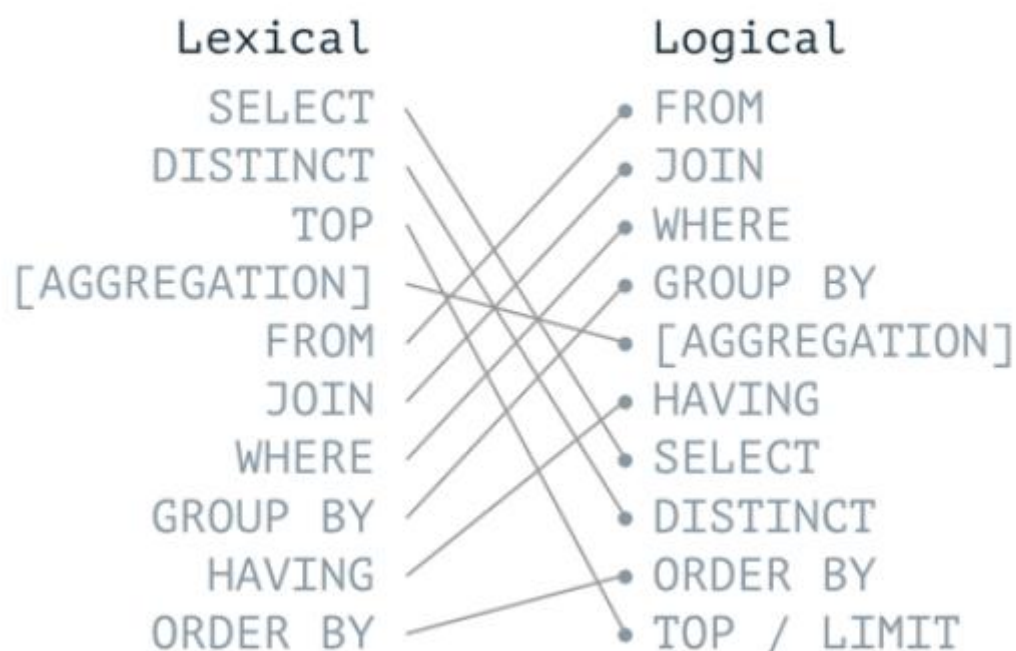 Lexical
SELECT
DISTINCT
TOP
[AGGREGATION]
FROM
JOIN
WHERE
GROUP BY
HAVING
ORDER BY
Logical
FROM
JOIN
WHERE
GROUP BY
[AGGREGATION]
HAVING
SELECT
DISTINCT
ORDER BY
TOP / LIMIT